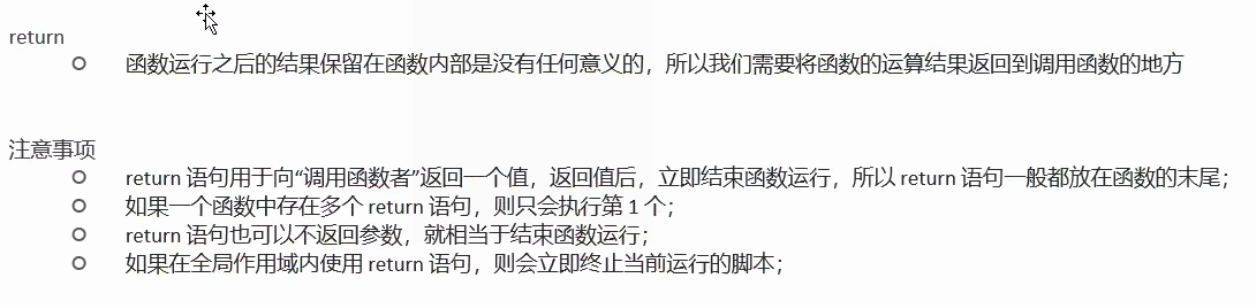 return
函数运行之后的结果保留在函数内部是没有任何意义的，所以我们需要将函数的运算结果返回到调用函数的地方
注意事项
return 语句用于向“调用函数者”返回一个值，返回值后，立即结束函数运行，所以 return 语句一般都放在函数的末尾；
如果一个函数中存在多个 return 语句，则只会执行第 1 个；
return 语句也可以不返回参数，就相当于结束函数运行；
如果在全局作用域内使用 return 语句，则会立即终止当前运行的脚本；